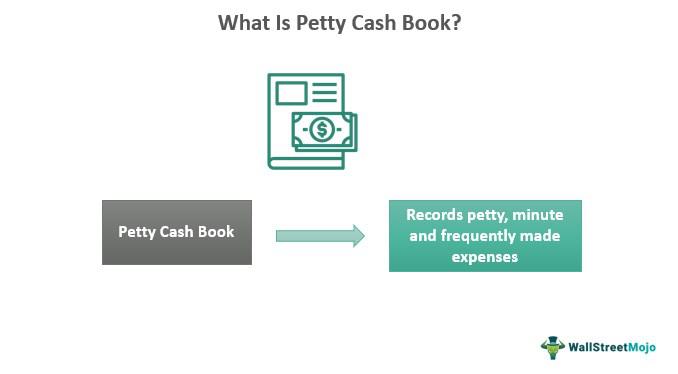 What Is Petty Cash Book?
$
Petty Cash Book
Records petty, minute
and frequently made
expenses
WallStreetMojo